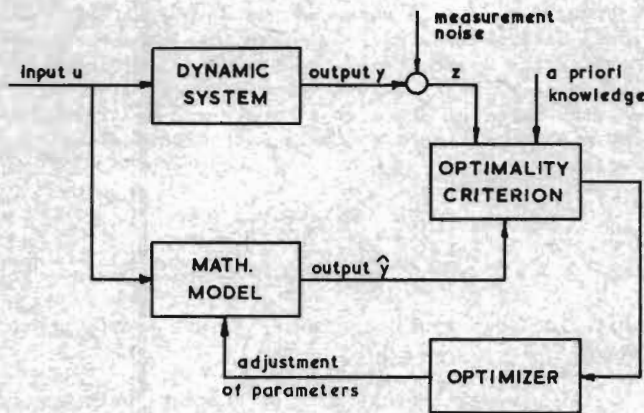 measurement
noise
input u
DYNAMIC
SYSTEM
output y
z
a priori
knowledge
OPTIMALITY
CRITERION
MATH.
MODEL
output ŷ
adjustment
of parameters
OPTIMIZER